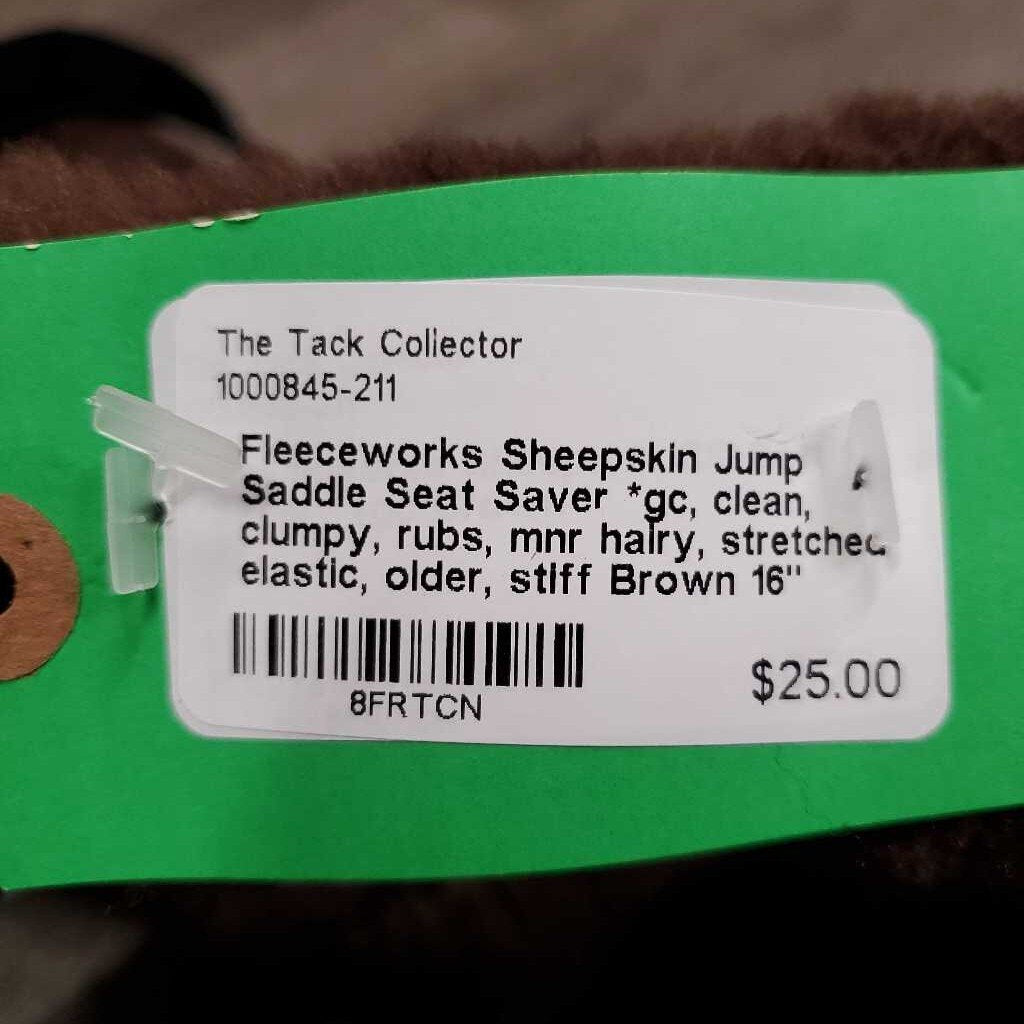 The Tack Collector
1000845-211
Fleeceworks Sheepskin Jump
Saddle Seat Saver *gc, clean,
clumpy, rubs, mnr hairy, stretched
elastic, older, stiff Brown 16"
8FRTCN
$25.00